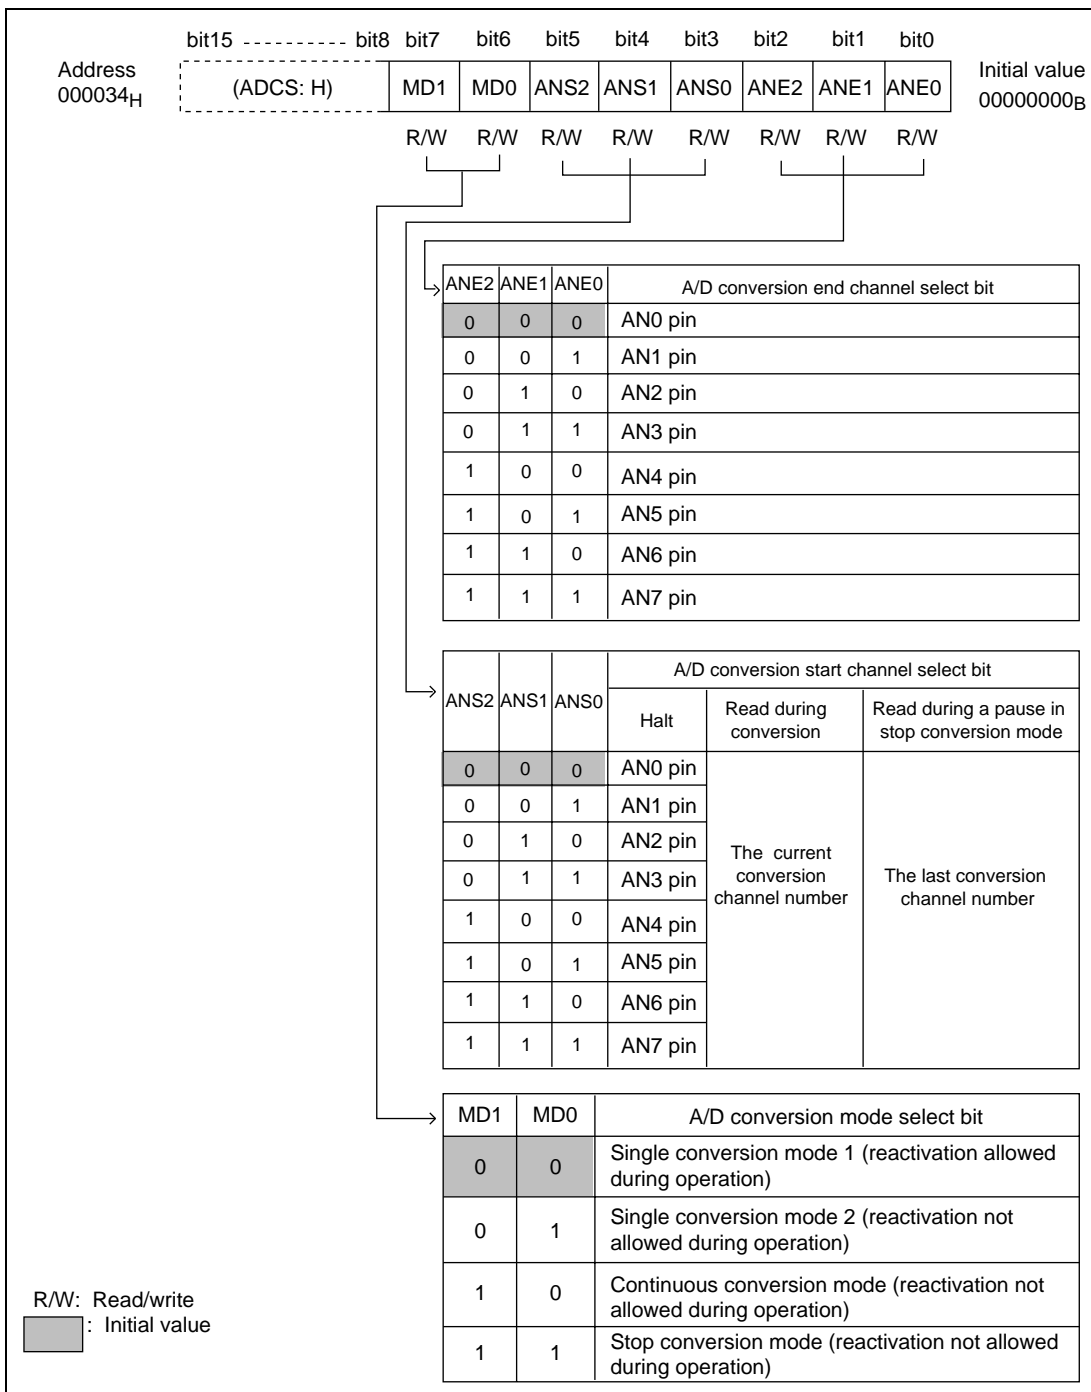 bit15 bit8 bit7 bit6 bit5 bit4 bit3 bit2 bit1 bit0
Address
000034H
(ADCS: H) MD1 MD0 ANS2 ANS1 ANS0 ANE2 ANE1 ANE0
Initial value
00000000B
R/W R/W R/W R/W R/W R/W R/W R/W
ANE2 ANE1 ANE0 A/D conversion end channel select bit
0 0 0 AN0 pin
0 0 1 AN1 pin
0 1 0 AN2 pin
0 1 1 AN3 pin
1 0 0 AN4 pin
1 0 1 AN5 pin
1 1 0 AN6 pin
1 1 1 AN7 pin
ANS2 ANS1 ANS0
A/D conversion start channel select bit
Halt
Read during
conversion
Read during a pause in
stop conversion mode
0 0 0 AN0 pin
0 0 1 AN1 pin
0 1 0 AN2 pin
0 1 1 AN3 pin
1 0 0 AN4 pin
1 0 1 AN5 pin
1 1 0 AN6 pin
1 1 1 AN7 pin
The current
conversion
channel number
The last conversion
channel number
MD1 MD0 A/D conversion mode select bit
0 0 Single conversion mode 1 (reactivation allowed
during operation)
0 1 Single conversion mode 2 (reactivation not
allowed during operation)
1 0 Continuous conversion mode (reactivation not
allowed during operation)
1 1 Stop conversion mode (reactivation not allowed
during operation)
R/W: Read/write
: Initial value